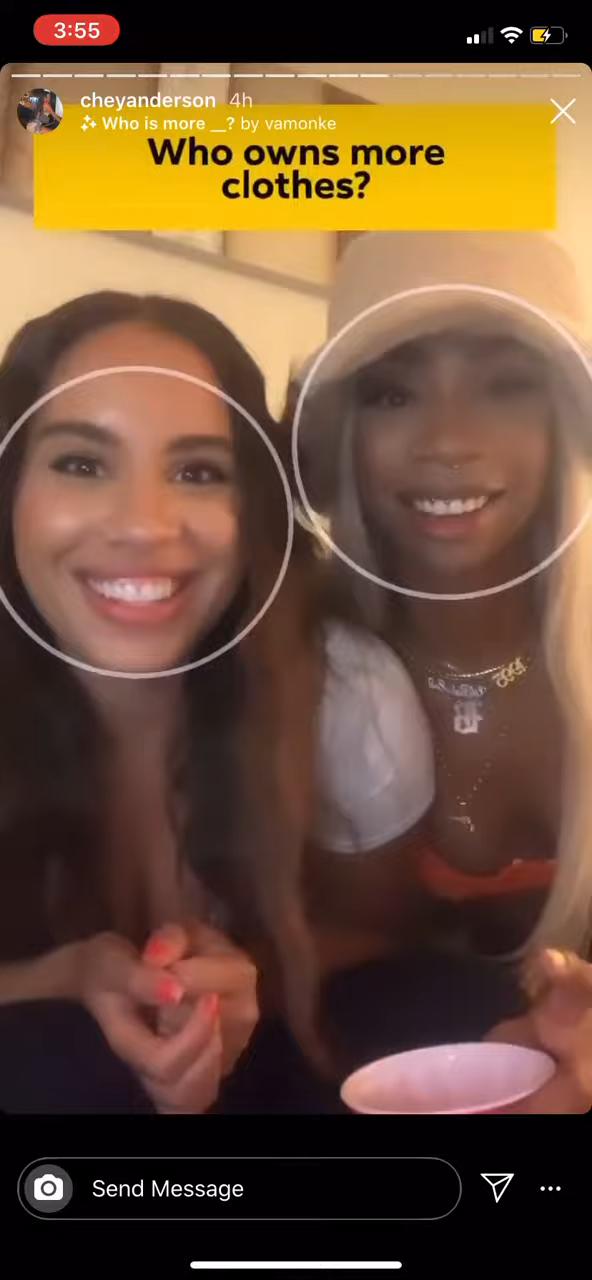 3:55
cheyanderson 4h
✨ Who is more __? by vamonke
Who owns more
clothes?
Send Message